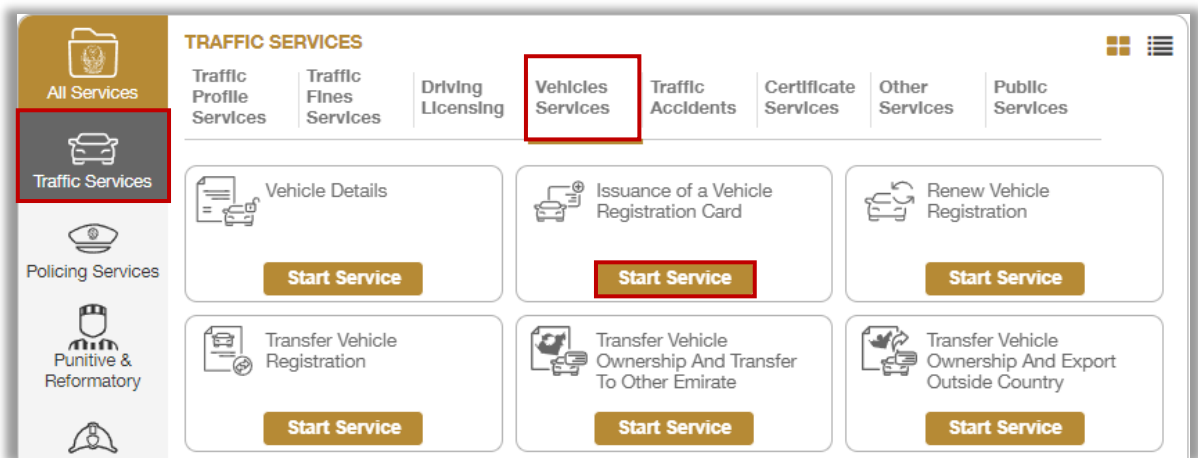 All Services
Traffic Services
Policing Services
Punitive &
Reformatory
TRAFFIC SERVICES
Traffic
Profile
Services
Traffic
Fines
Services
Driving
Licensing
Vehicles
Services
Traffic
Accidents
Certificate
Services
Other
Services
Public
Services
Vehicle Details
Start Service
Issuance of a Vehicle
Registration Card
Start Service
Renew Vehicle
Registration
Start Service
Transfer Vehicle
Registration
Start Service
Transfer Vehicle
Ownership And Transfer
To Other Emirate
Start Service
Transfer Vehicle
Ownership And Export
Outside Country
Start Service